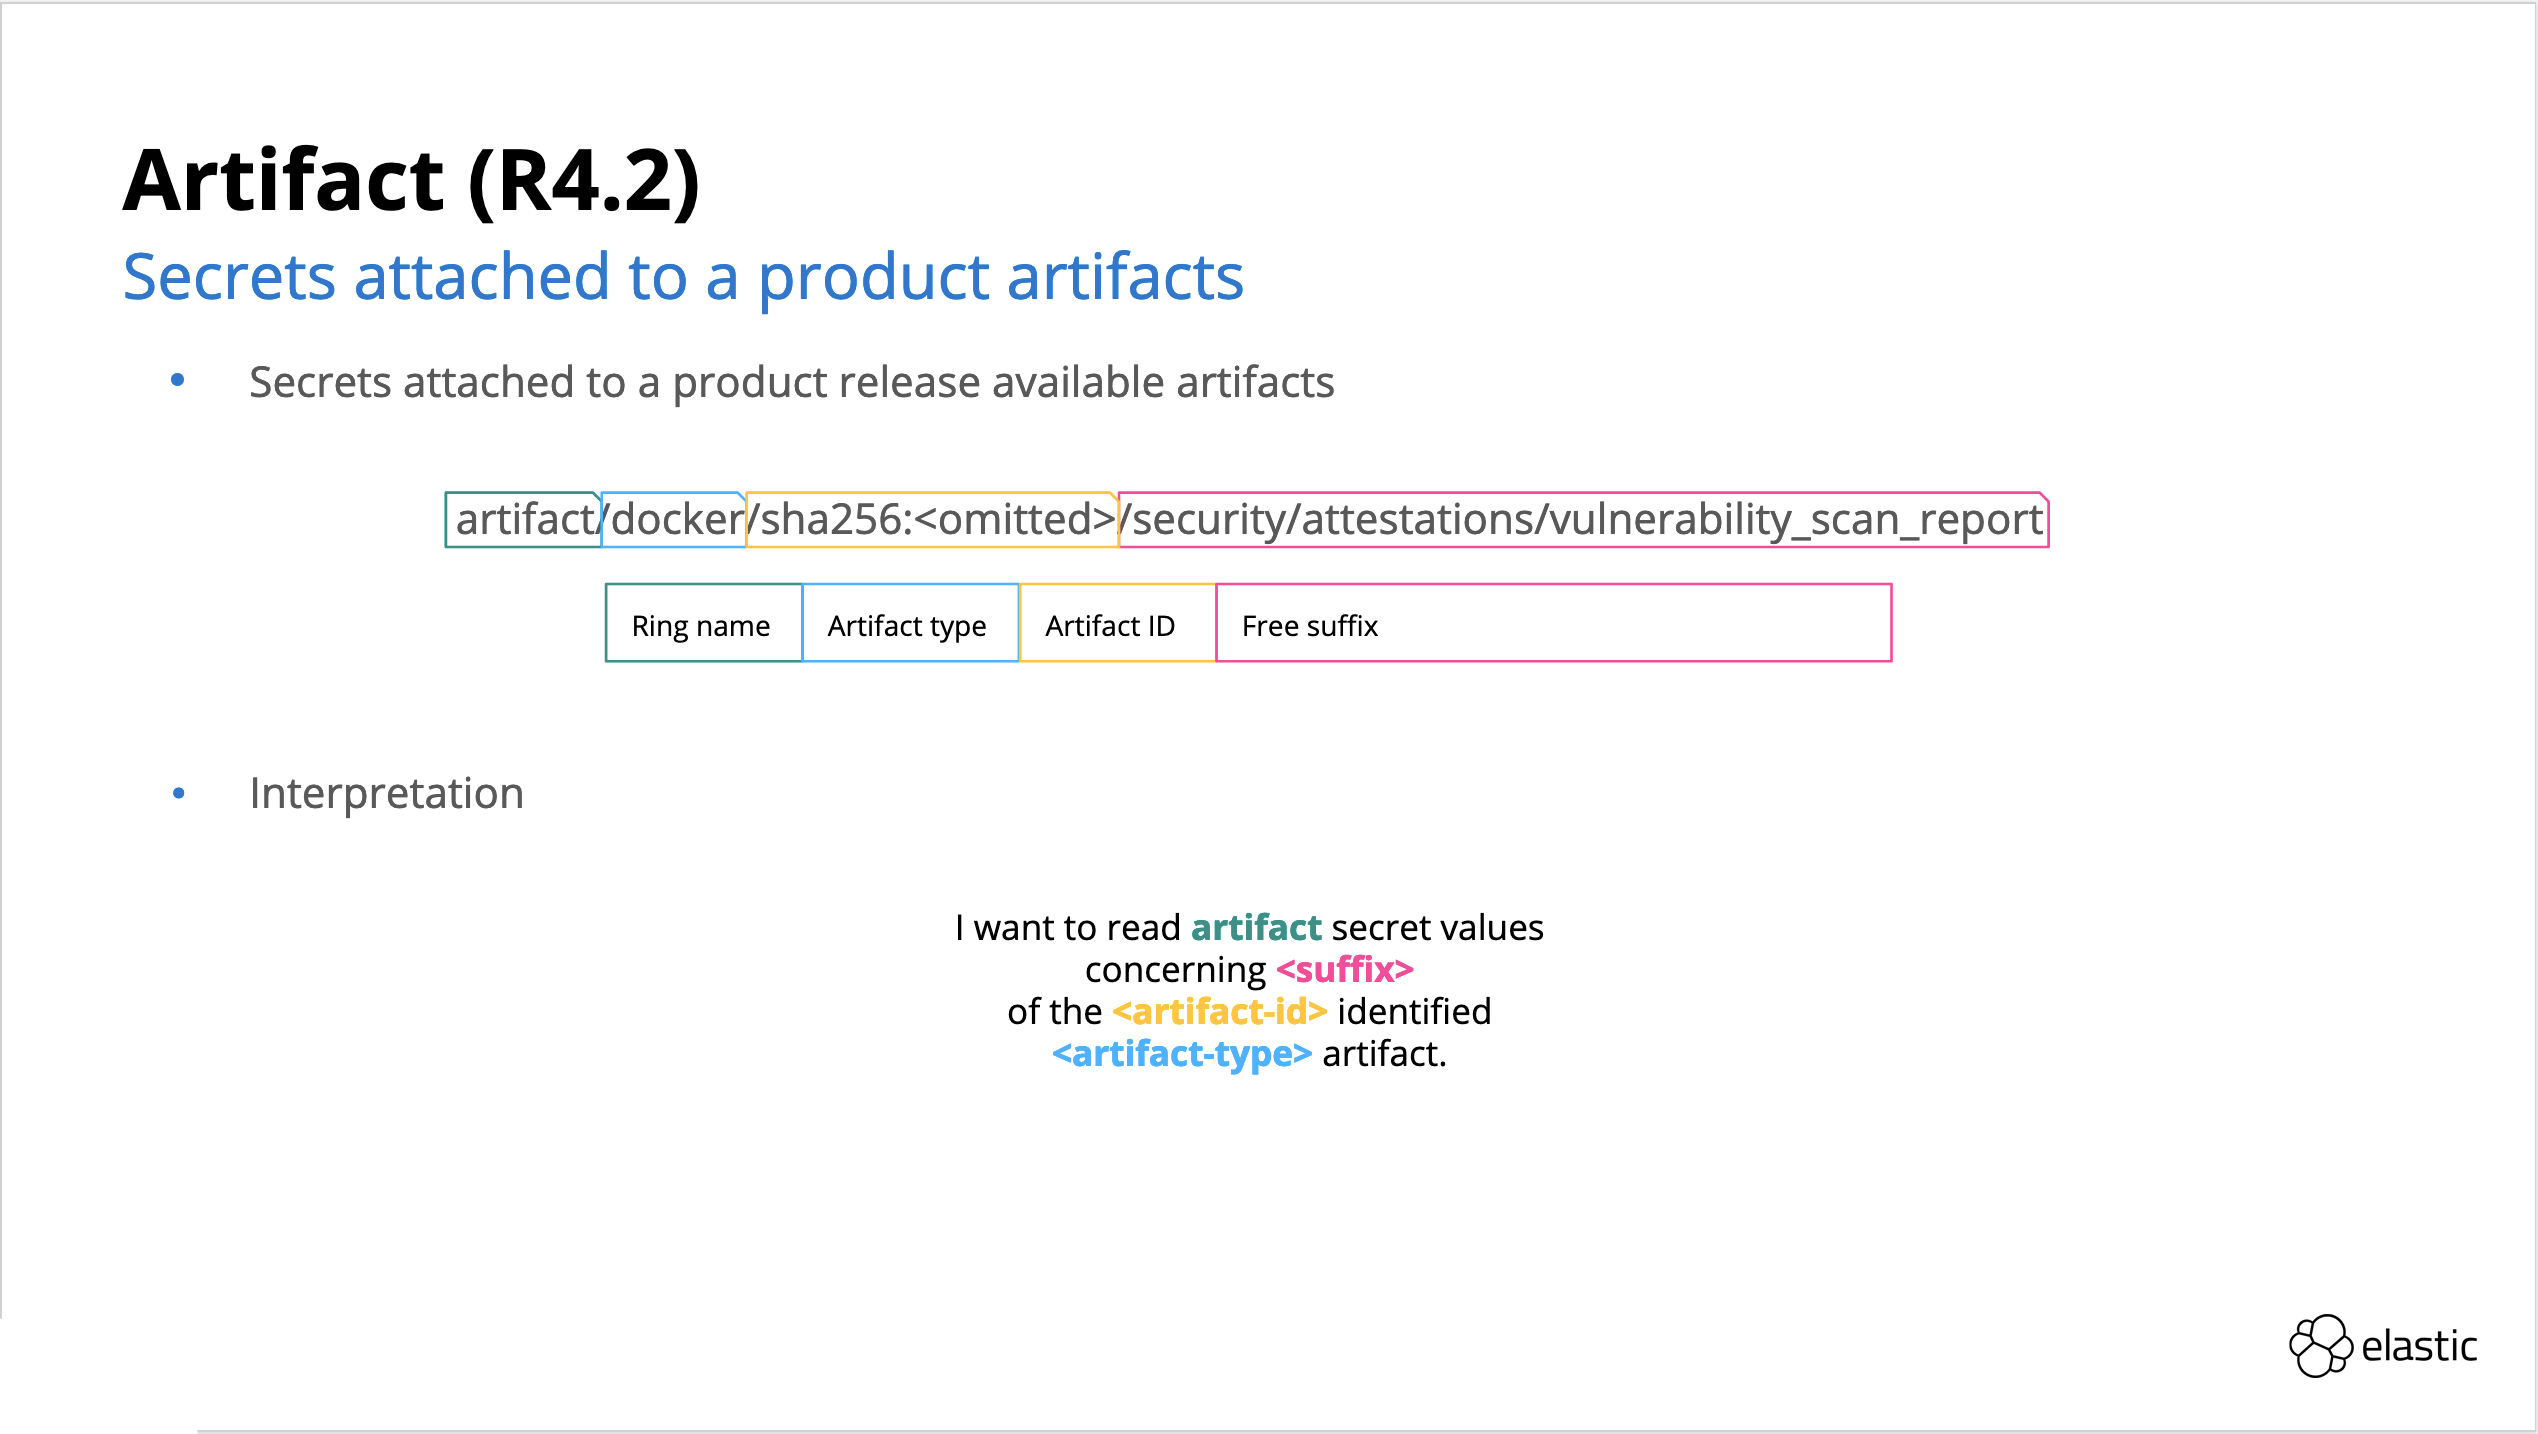 Artifact (R4.2)
Secrets attached to a product artifacts
• Secrets attached to a product release available artifacts
artifact/docker/sha256:<omitted>/security/attestations/vulnerability_scan_report
Ring name Artifact type Artifact ID Free suffix
• Interpretation
I want to read artifact secret values
concerning <suffix>
of the <artifact-id> identified
<artifact-type> artifact.
elastic